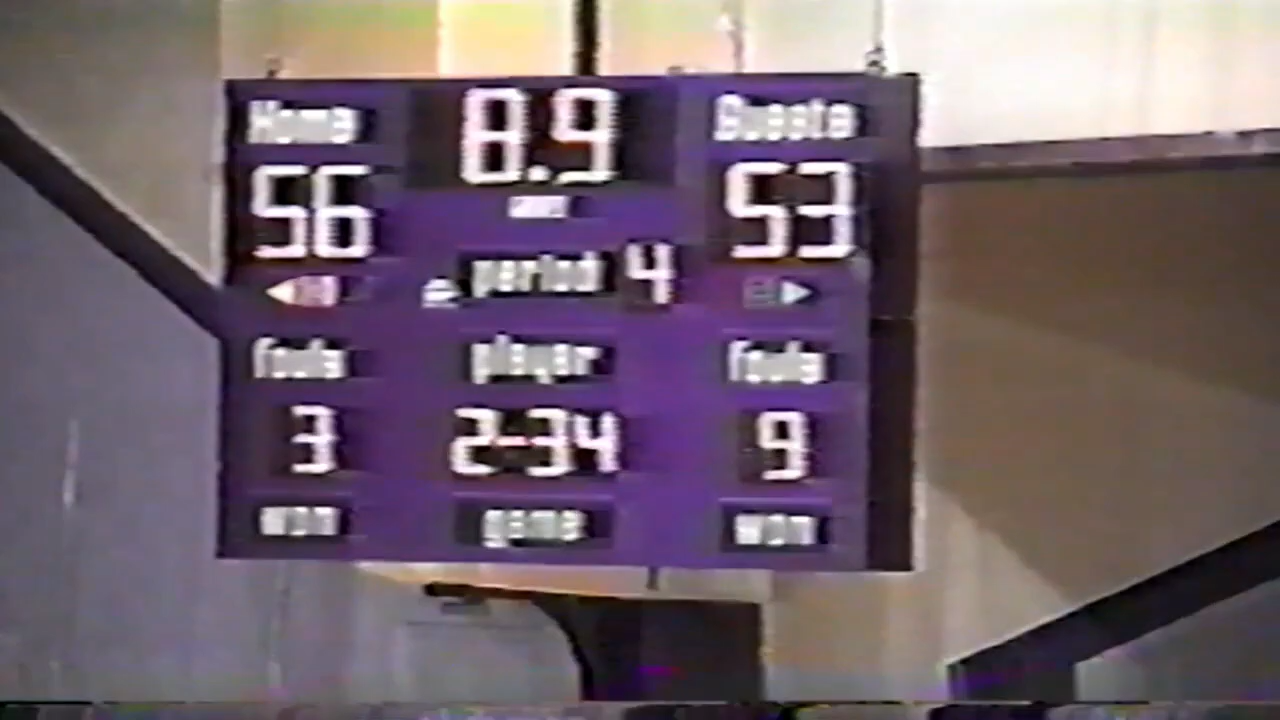 Home 8.9 Guests
56 53
period 4
fouls player fouls
3 2-34 9
won game won